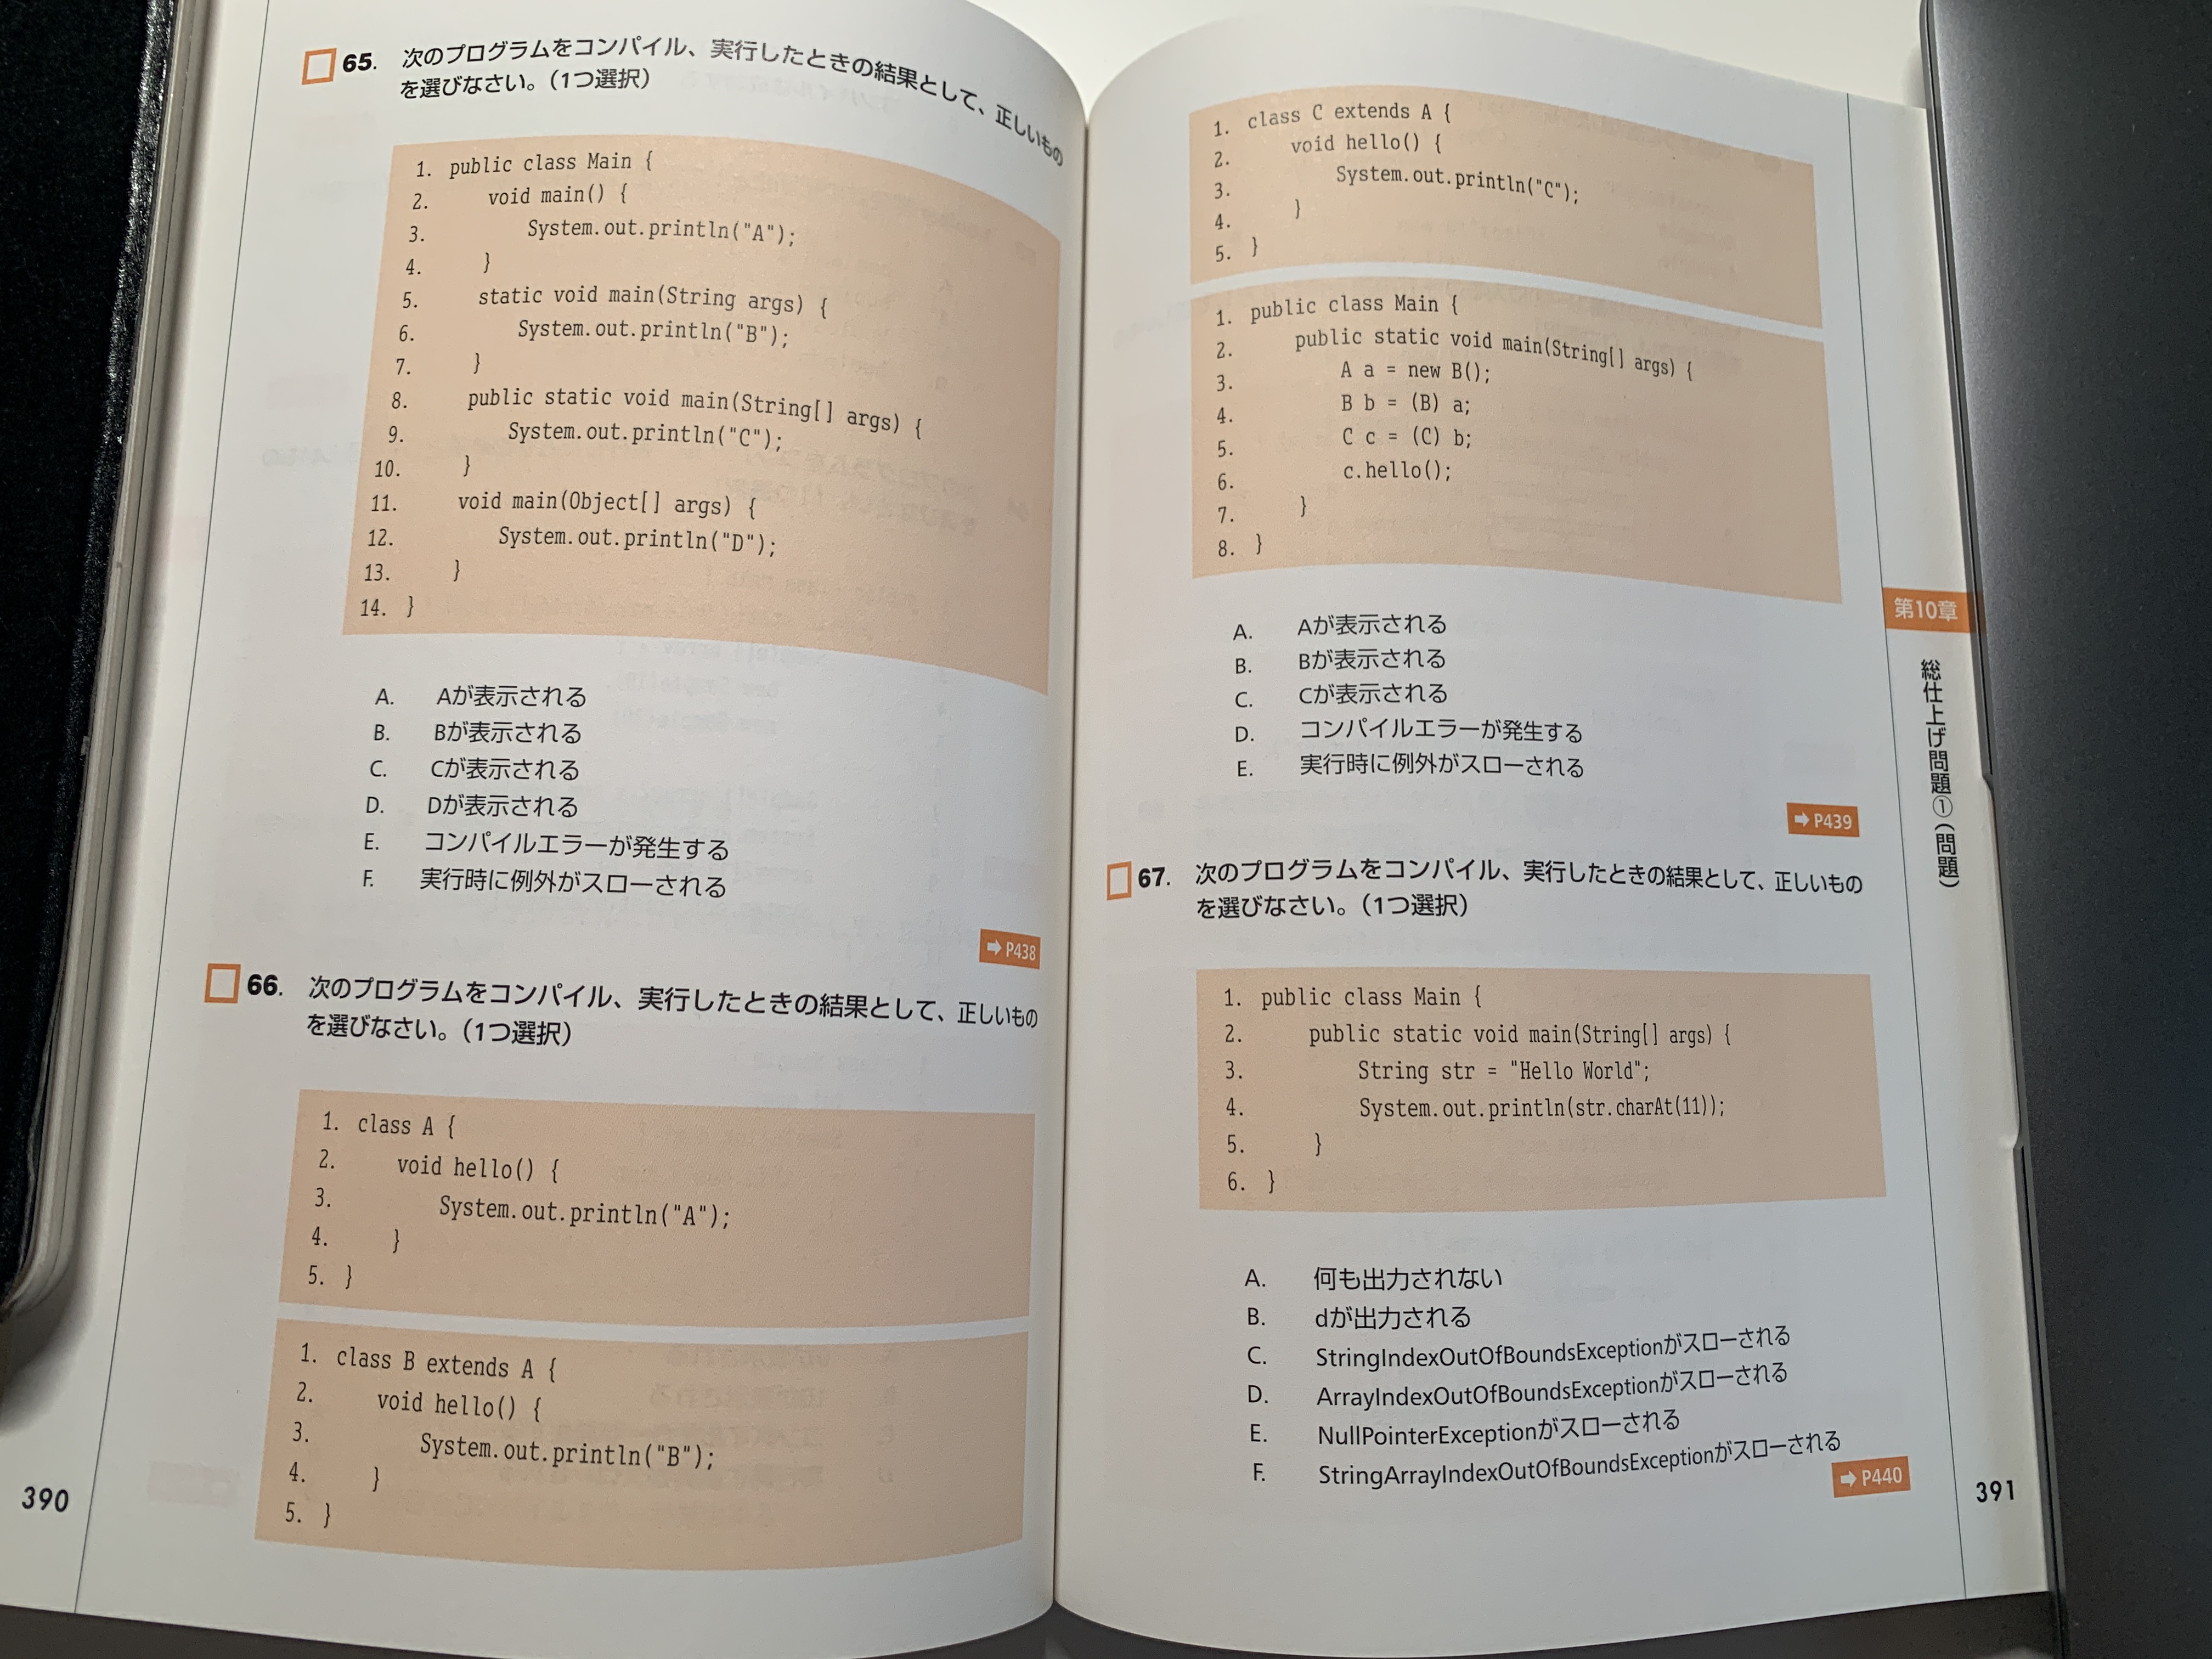 65. 次のプログラムをコンパイル、実行したときの結果として、正しいもの
を選びなさい。（1つ選択）
1. public class Main {
2. void main() {
3. System.out.println("A");
4. }
5. static void main(String args) {
6. System.out.println("B");
7. }
8. public static void main(String[] args) {
9. System.out.println("C");
10. }
11. void main(Object[] args) {
12. System.out.println("D");
13. }
14. }
A. Aが表示される
B. Bが表示される
C. Cが表示される
D. Dが表示される
E. コンパイルエラーが発生する
F. 実行時に例外がスローされる
➡ P438
66. 次のプログラムをコンパイル、実行したときの結果として、正しいもの
を選びなさい。（1つ選択）
1. class A {
2. void hello() {
3. System.out.println("A");
4. }
5. }
1. class B extends A {
2. void hello() {
3. System.out.println("B");
4. }
5. }
390
1. class C extends A {
2. void hello() {
3. System.out.println("C");
4. }
5. }
1. public class Main {
2. public static void main(String[] args) {
3. A a = new B();
4. B b = (B) a;
5. C c = (C) b;
6. c.hello();
7. }
8. }
A. Aが表示される
B. Bが表示される
C. Cが表示される
D. コンパイルエラーが発生する
E. 実行時に例外がスローされる
➡ P439
67. 次のプログラムをコンパイル、実行したときの結果として、正しいもの
を選びなさい。（1つ選択）
1. public class Main {
2. public static void main(String[] args) {
3. String str = "Hello World";
4. System.out.println(str.charAt(11));
5. }
6. }
A. 何も出力されない
B. dが出力される
C. StringIndexOutOfBoundsExceptionがスローされる
D. ArrayIndexOutOfBoundsExceptionがスローされる
E. NullPointerExceptionがスローされる
F. StringArrayIndexOutOfBoundsExceptionがスローされる
➡ P440
第10章
総仕上げ問題①（問題）
391